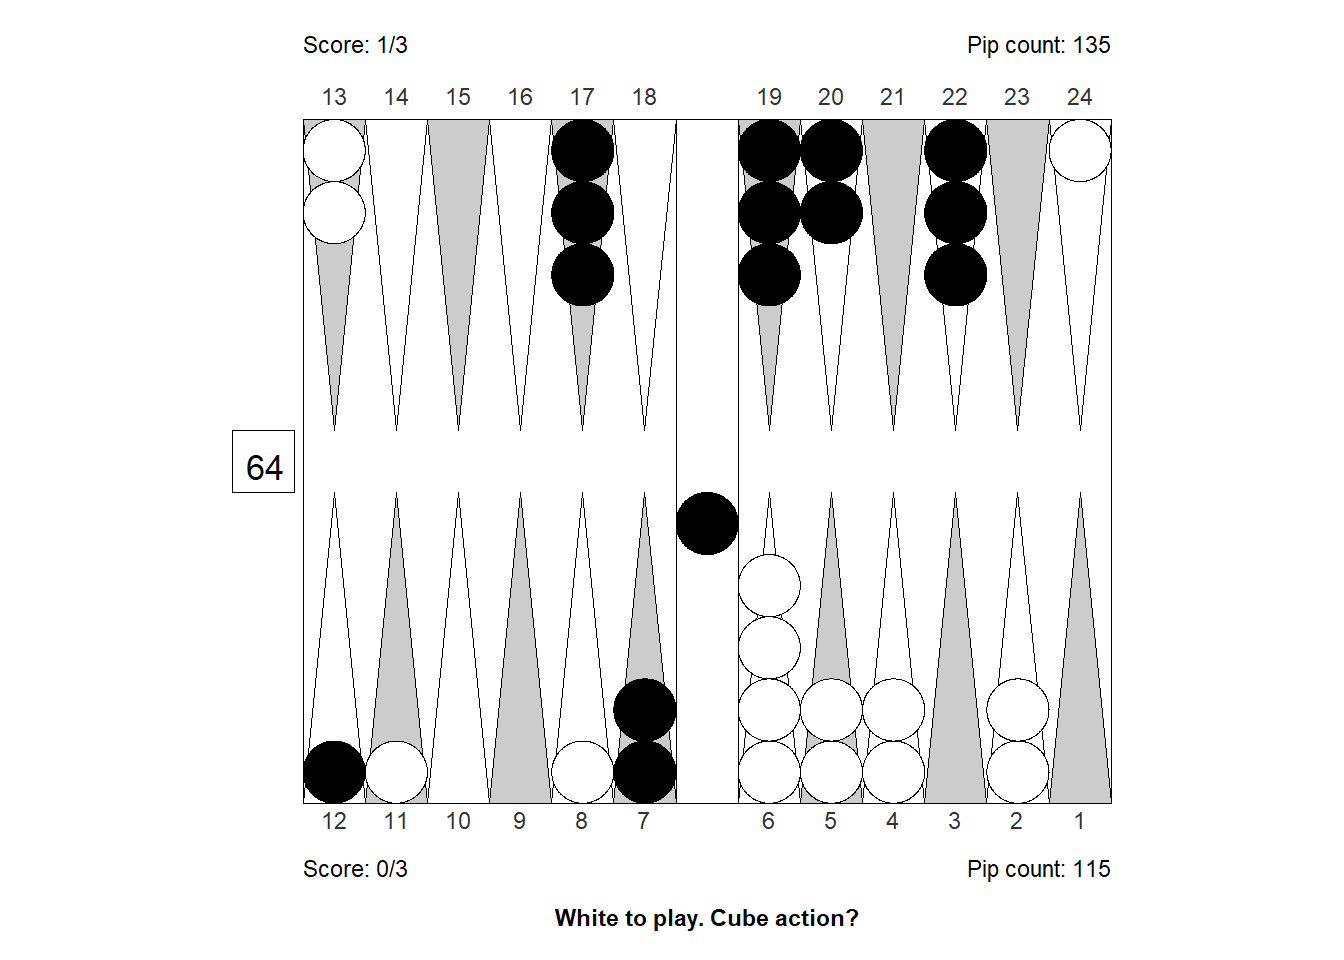 Score: 1/3 Pip count: 135
13 14 15 16 17 18 19 20 21 22 23 24
64
12 11 10 9 8 7 6 5 4 3 2 1
Score: 0/3 Pip count: 115
White to play. Cube action?